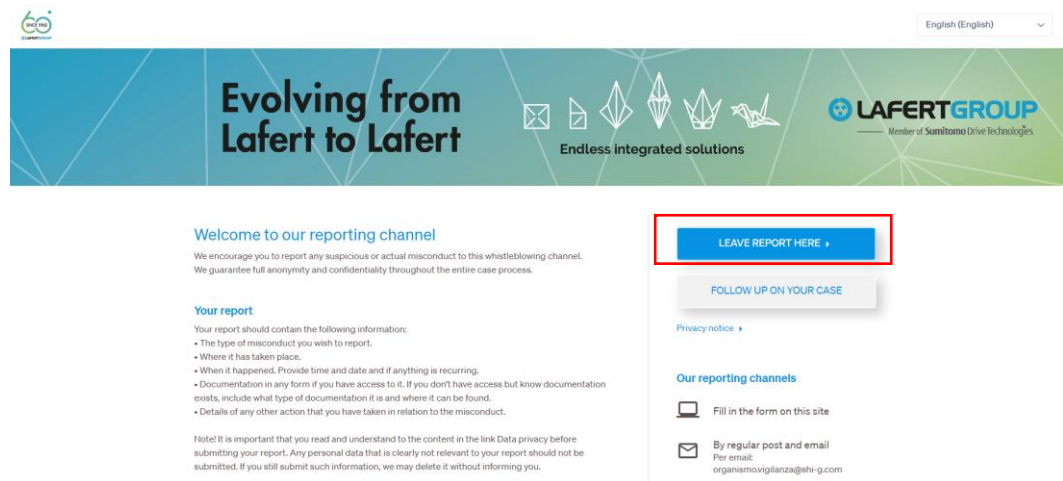 SINCE 1962
LAFERTGROUP
English (English)
Evolving from
Lafert to Lafert
Endless integrated solutions
LAFERTGROUP
Member of Sumitomo Drive Technologies
Welcome to our reporting channel
We encourage you to report any suspicious or actual misconduct to this whistleblowing channel.
We guarantee full anonymity and confidentiality throughout the entire case process.
Your report
Your report should contain the following information:
• The type of misconduct you wish to report.
• Where it has taken place.
• When it happened. Provide time and date and if anything is recurring.
• Documentation in any form if you have access to it. If you don't have access but know documentation
exists, include what type of documentation it is and where it can be found.
• Details of any other action that you have taken in relation to the misconduct.
Note! It is important that you read and understand to the content in the link Data privacy before
submitting your report. Any personal data that is clearly not relevant to your report should not be
submitted. If you still submit such information, we may delete it without informing you.
LEAVE REPORT HERE
FOLLOW UP ON YOUR CASE
Privacy notice
Our reporting channels
Fill in the form on this site
By regular post and email
Per email:
organismo.vigilanza@shi-g.com